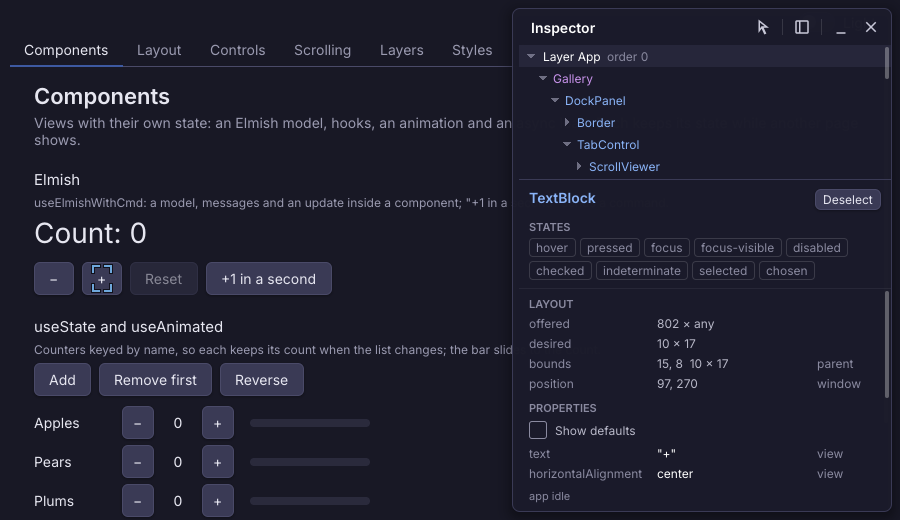 Components
Layout
Controls
Scrolling
Layers
Styles
Components
Views with their own state: an Elmish model, hooks, an animation and an
shows.
Elmish
useElmishWithCmd: a model, messages and an update inside a component; "+1 in a
Count: 0
−
+
Reset
+1 in a second
useState and useAnimated
Counters keyed by name, so each keeps its count when the list changes; the bar slid
Add
Remove first
Reverse
Apples − 0 +
Pears − 0 +
Plums − 0 +
Inspector
Layer App order 0
Gallery
DockPanel
Border
TabControl
ScrollViewer
TextBlock
Deselect
STATES
hover pressed focus focus-visible disabled
checked indeterminate selected chosen
LAYOUT
offered 802 × any
desired 10 × 17
bounds 15, 8 10 × 17 parent
position 97, 270 window
PROPERTIES
Show defaults
text "+" view
horizontalAlignment center view
app idle